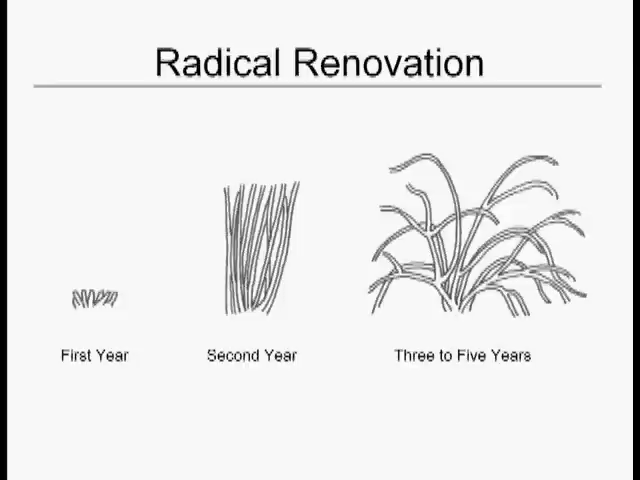 Radical Renovation
First Year
Second Year
Three to Five Years